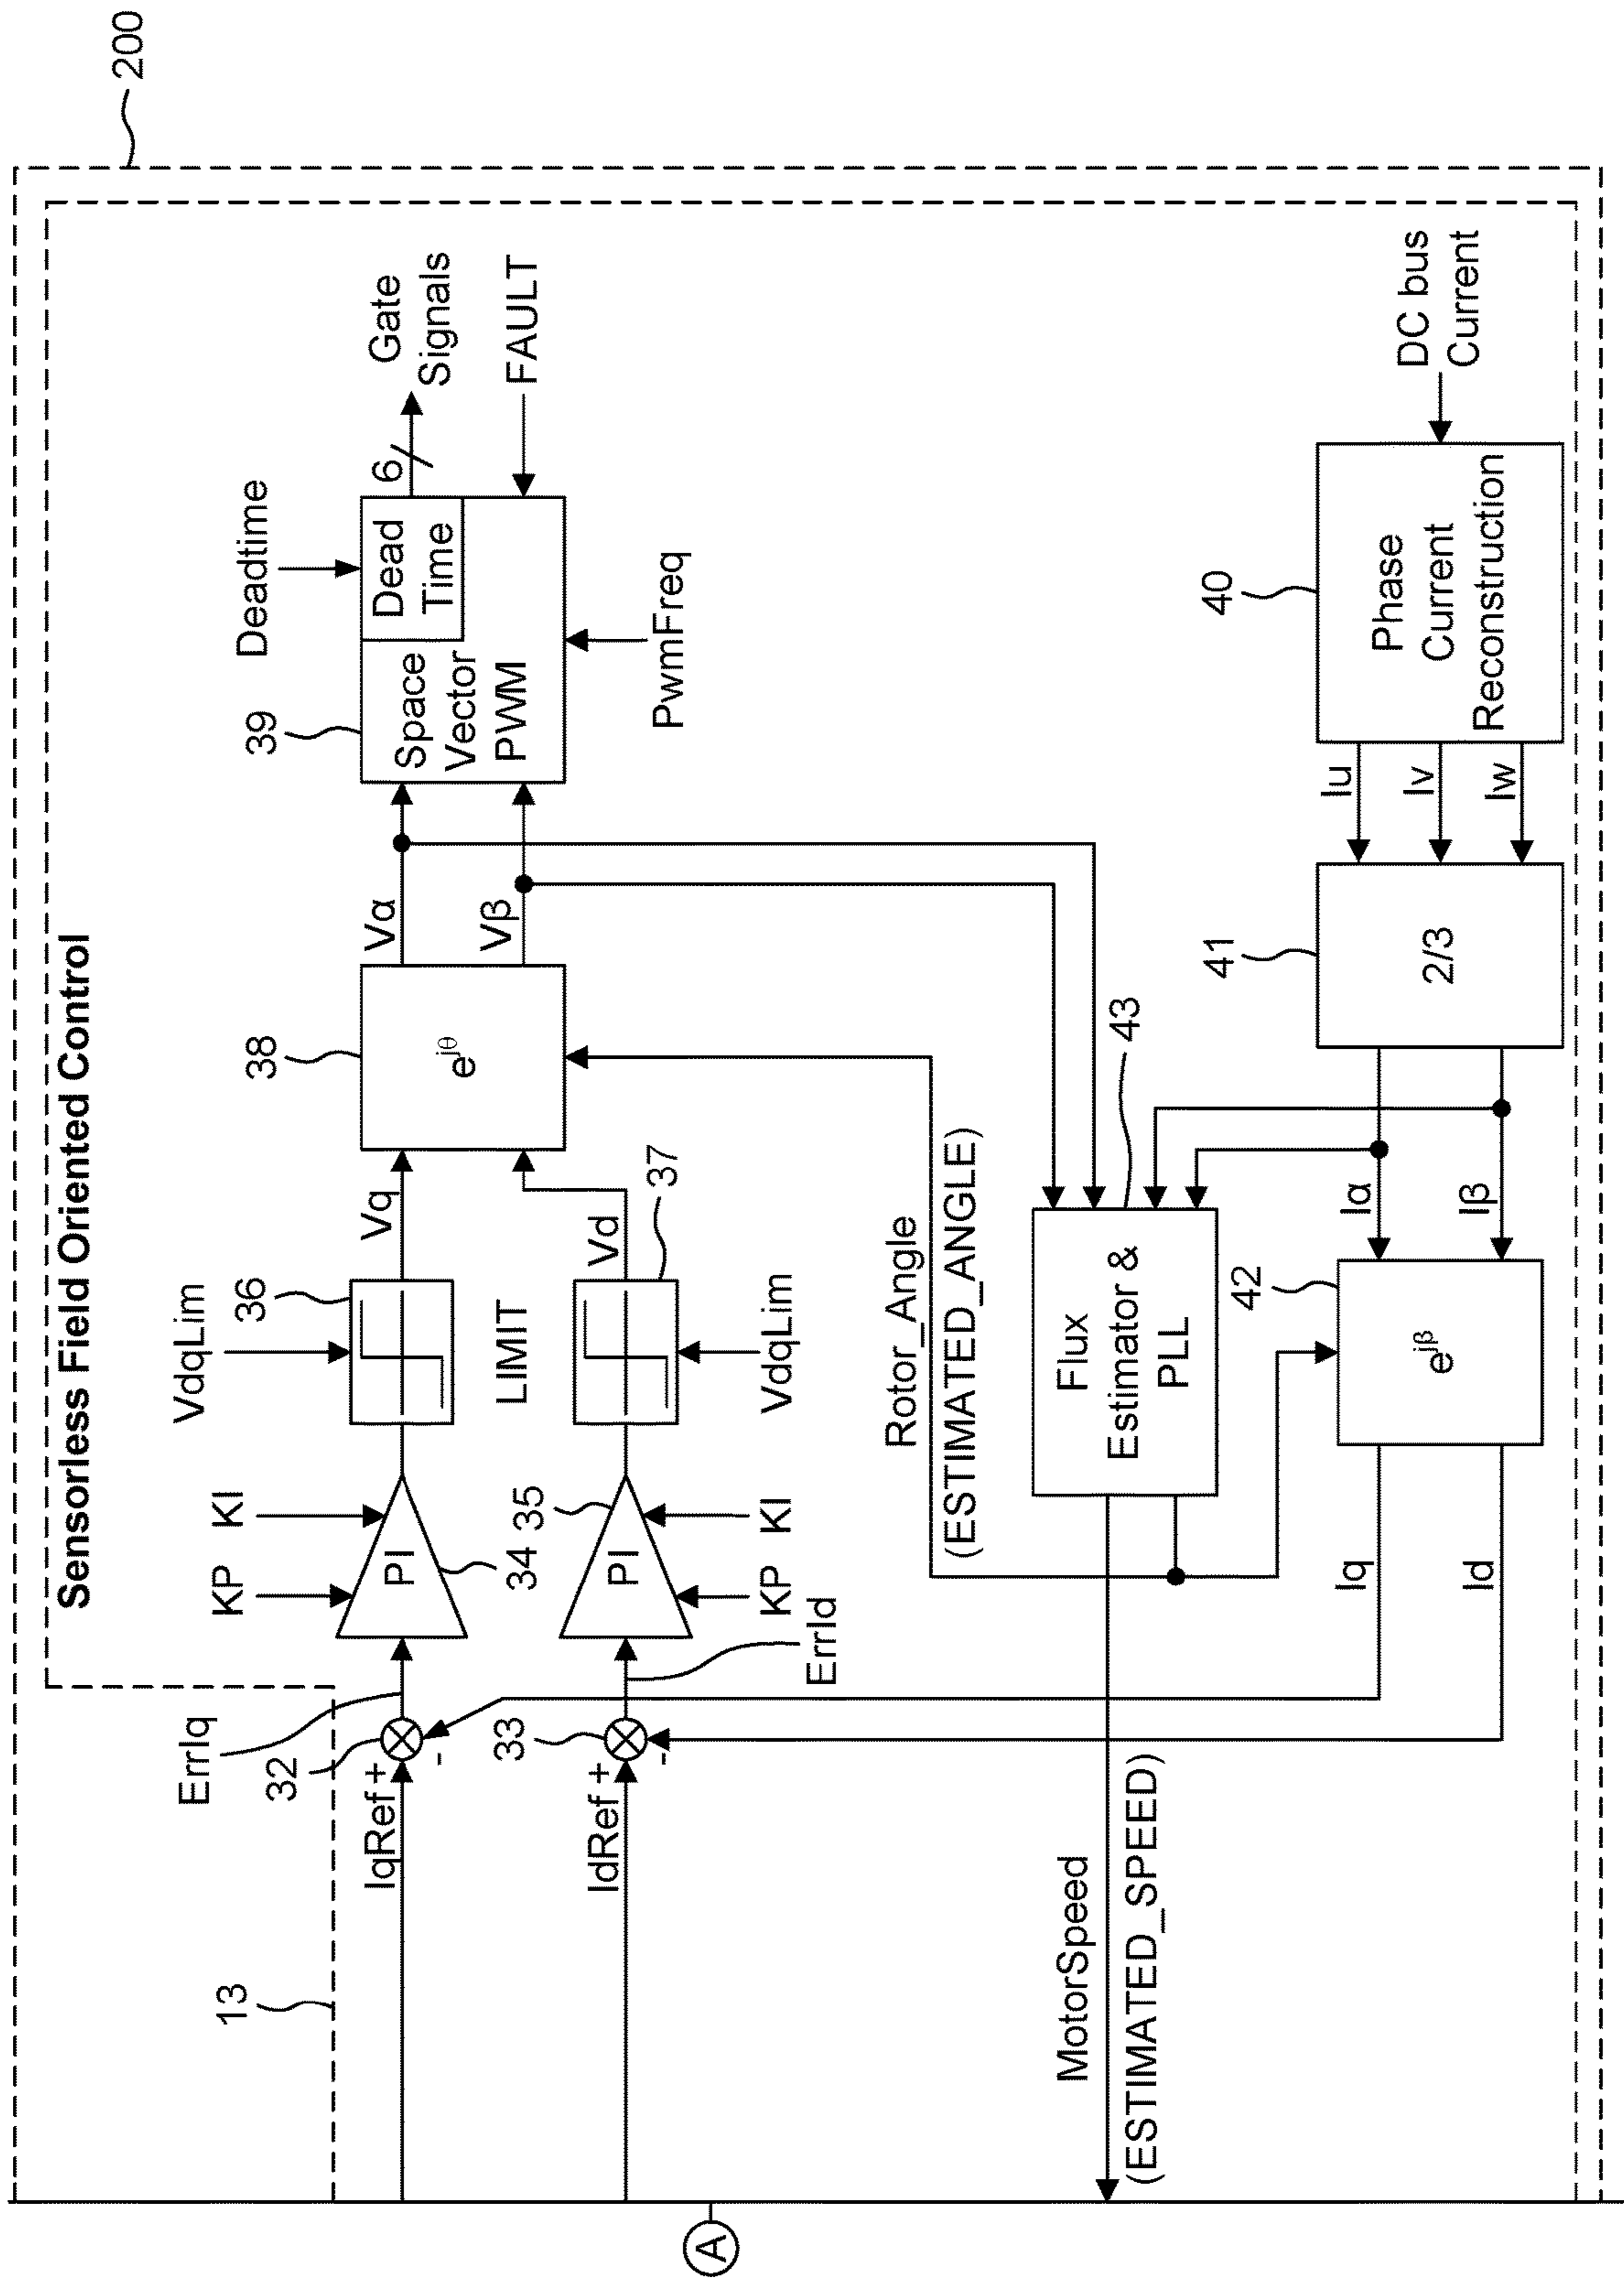 200
Sensorless Field Oriented Control
13
ErrIq
32
IqRef
+
-
KP
KI
PI
34
VdqLim
36
Vq
LIMIT
33
IdRef
+
-
ErrId
PI
35
KP
KI
37
VdqLim
Vd
38
e^jθ
Vα
Vβ
39
Deadtime
Space
Vector
PWM
Dead
Time
6
Gate
Signals
FAULT
PwmFreq
Rotor_Angle
(ESTIMATED_ANGLE)
43
Flux
Estimator &
PLL
MotorSpeed
(ESTIMATED_SPEED)
Iq
Id
42
e^jβ
Iα
Iβ
41
2/3
Iu
Iv
Iw
40
Phase
Current
Reconstruction
DC bus
Current
A